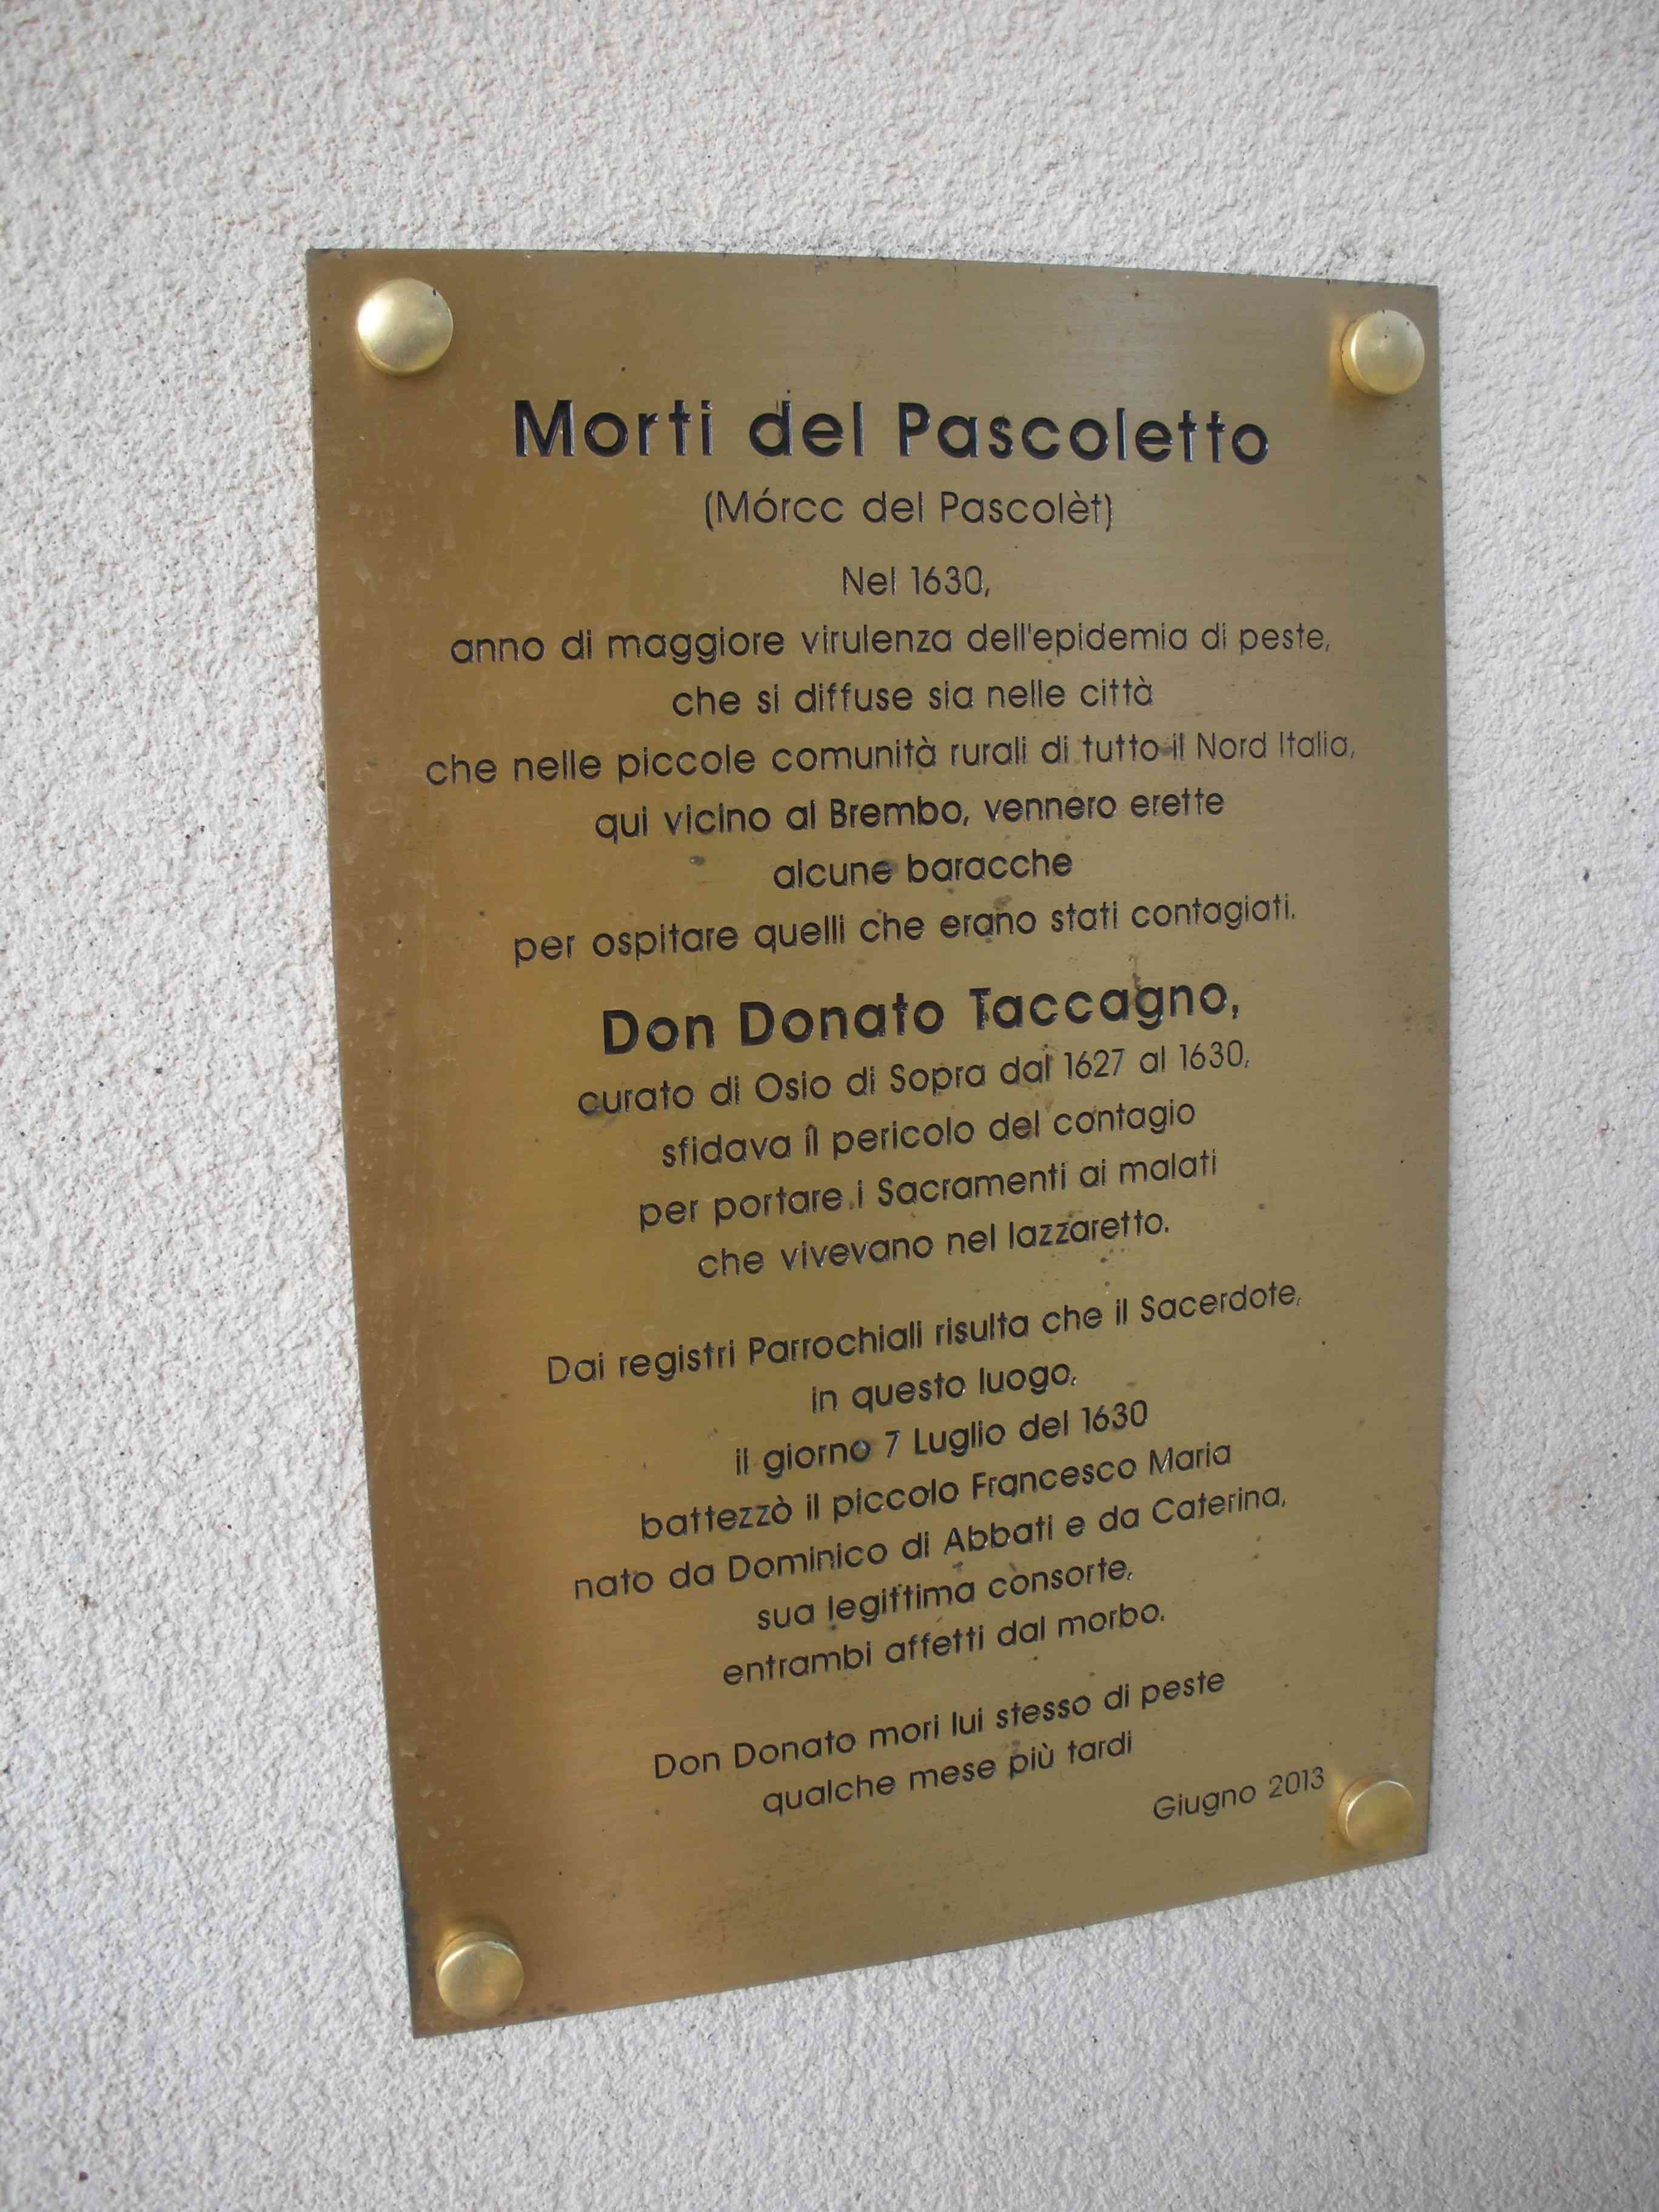 Morti del Pascoletto
(Mórcc del Pascolèt)
Nel 1630,
anno di maggiore virulenza dell'epidemia di peste,
che si diffuse sia nelle città
che nelle piccole comunità rurali di tutto il Nord Italia,
qui vicino al Brembo, vennero erette
alcune baracche
per ospitare quelli che erano stati contagiati.
Don Donato Taccagno,
curato di Osio di Sopra dal 1627 al 1630,
sfidava il pericolo del contagio
per portare i Sacramenti ai malati
che vivevano nel lazzaretto.
Dai registri Parrochiali risulta che il Sacerdote,
in questo luogo,
il giorno 7 Luglio del 1630
battezzò il piccolo Francesco Maria
nato da Dominico di Abbati e da Caterina,
sua legittima consorte,
entrambi affetti dal morbo.
Don Donato mori lui stesso di peste
qualche mese più tardi
Giugno 2013